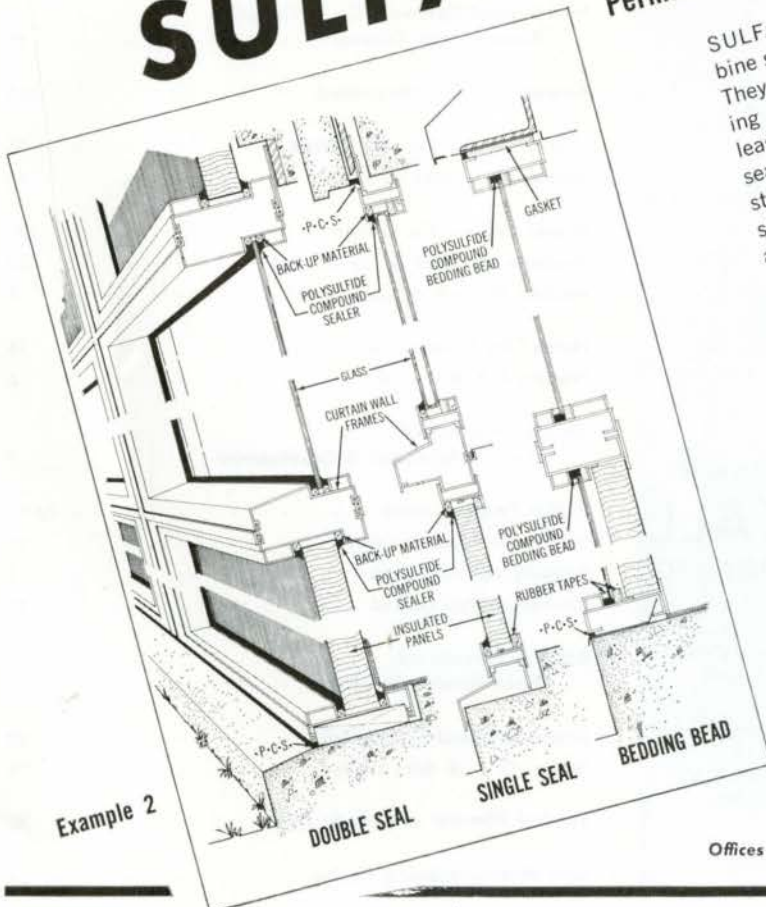 SULFA
SULF
bine
They
ing
lea
se
st
s
-P•C•S-
BACK-UP MATERIAL
POLYSULFIDE
COMPOUND
SEALER
GASKET
POLYSULFIDE
COMPOUND
BEDDING BEAD
GLASS
CURTAIN WALL
FRAMES
BACK-UP MATERIAL
POLYSULFIDE
COMPOUND
SEALER
POLYSULFIDE
COMPOUND
BEDDING BEAD
RUBBER TAPES
INSULATED
PANELS
-P•C•S-
-P•C•S-
DOUBLE SEAL
SINGLE SEAL
BEDDING BEAD
Example 2
Offices